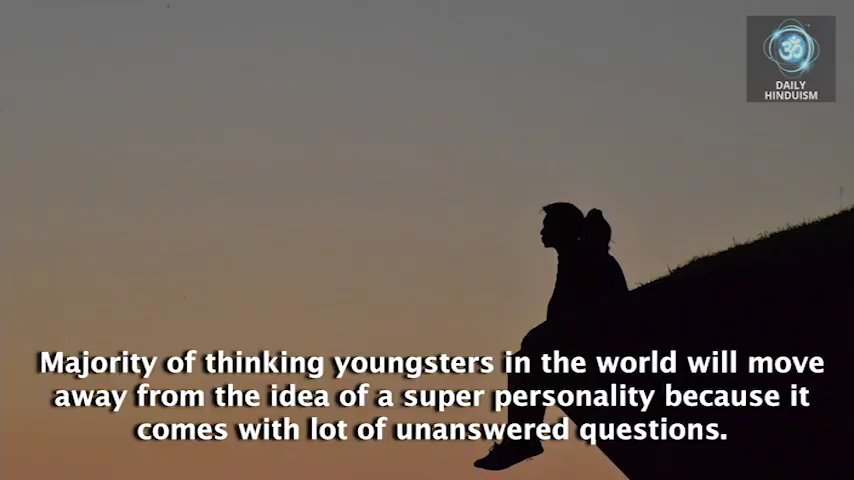 DAILY
HINDUISM
Majority of thinking youngsters in the world will move
away from the idea of a super personality because it
comes with lot of unanswered questions.